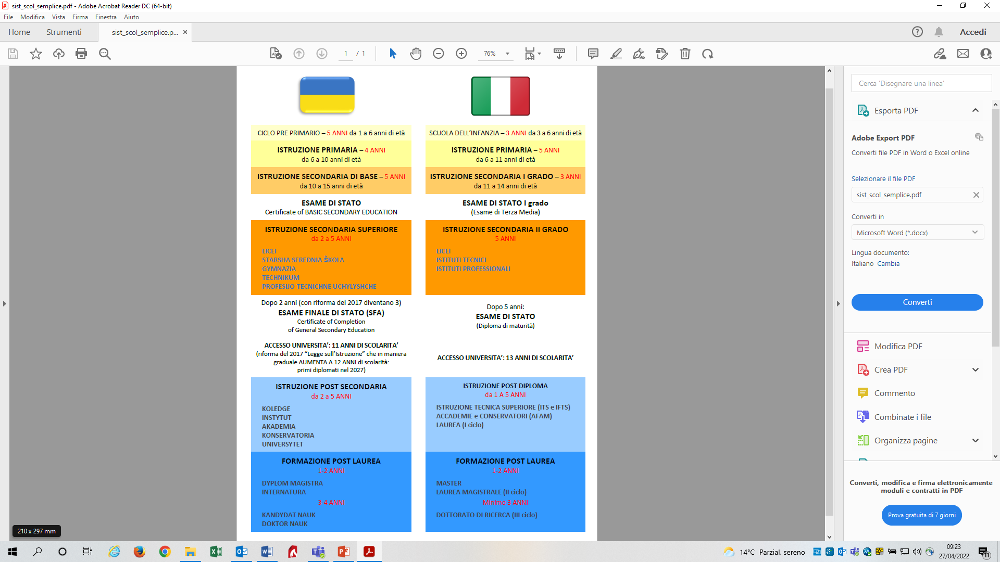 sist_scol_semplice.pdf - Adobe Acrobat Reader DC (64-bit)
File Modifica Vista Firma Finestra Aiuto
Home Strumenti sist_scol_semplice.p... Accedi
1 / 1 76%
CICLO PRE PRIMARIO – 5 ANNI da 1 a 6 anni di età
ISTRUZIONE PRIMARIA – 4 ANNI
da 6 a 10 anni di età
ISTRUZIONE SECONDARIA DI BASE – 5 ANNI
da 10 a 15 anni di età
ESAME DI STATO
Certificate of BASIC SECONDARY EDUCATION
ISTRUZIONE SECONDARIA SUPERIORE
da 2 a 5 ANNI
LICEI
STARSHA SEREDNIA ŠKOLA
GYMNAZIA
TECHNIKUM
PROFESIJO-TECNICHNE UCHYLYSHCHE
Dopo 2 anni (con riforma del 2017 diventano 3)
ESAME FINALE DI STATO (SFA)
Certificate of Completion
of General Secondary Education
ACCESSO UNIVERSITA’: 11 ANNI DI SCOLARITA’
(riforma del 2017 “Legge sull’Istruzione” che in maniera
graduale AUMENTA A 12 ANNI di scolarità:
primi diplomati nel 2027)
ISTRUZIONE POST SECONDARIA
da 2 a 5 ANNI
KOLEDGE
INSTYTUT
AKADEMIA
KONSERVATORIA
UNIVERSYTET
FORMAZIONE POST LAUREA
1-2 ANNI
DYPLOM MAGISTRA
INTERNATURA
3-4 ANNI
KANDYDAT NAUK
DOKTOR NAUK
SCUOLA DELL’INFANZIA – 3 ANNI da 3 a 6 anni di età
ISTRUZIONE PRIMARIA – 5 ANNI
da 6 a 11 anni di età
ISTRUZIONE SECONDARIA I GRADO – 3 ANNI
da 11 a 14 anni di età
ESAME DI STATO I grado
(Esame di Terza Media)
ISTRUZIONE SECONDARIA II GRADO
5 ANNI
LICEI
ISTITUTI TECNICI
ISTITUTI PROFESSIONALI
Dopo 5 anni:
ESAME DI STATO
(Diploma di maturità)
ACCESSO UNIVERSITA’: 13 ANNI DI SCOLARITA’
ISTRUZIONE POST DIPLOMA
da 1 A 5 ANNI
ISTRUZIONE TECNICA SUPERIORE (ITS e IFTS)
ACCADEMIE e CONSERVATORI (AFAM)
LAUREA (I ciclo)
FORMAZIONE POST LAUREA
1-2 ANNI
MASTER
LAUREA MAGISTRALE (II ciclo)
Minimo 3 ANNI
DOTTORATO DI RICERCA (III ciclo)
Cerca 'Disegnare una linea'
Esporta PDF
Adobe Export PDF
Converti file PDF in Word o Excel online
Selezionare il file PDF
sist_scol_semplice.pdf
Converti in
Microsoft Word (*.docx)
Lingua documento:
Italiano Cambia
Converti
Modifica PDF
Crea PDF
Commento
Combinate i file
Organizza pagine
Converti, modifica e firma elettronicamente
moduli e contratti in PDF
Prova gratuita di 7 giorni
210 x 297 mm
14°C Parzial. sereno
09:23
27/04/2022
11